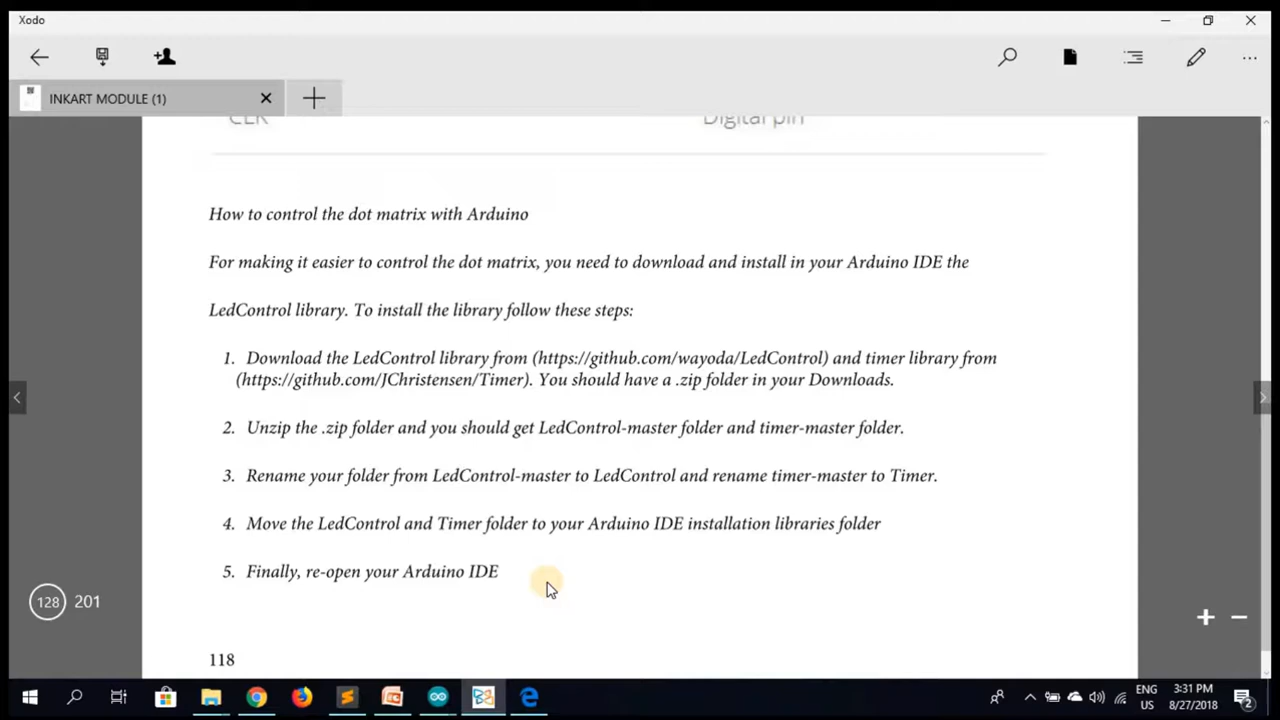 Xodo
INKART MODULE (1)
CLK Digital pin
How to control the dot matrix with Arduino
For making it easier to control the dot matrix, you need to download and install in your Arduino IDE the
LedControl library. To install the library follow these steps:
1. Download the LedControl library from (https://github.com/wayoda/LedControl) and timer library from
(https://github.com/JChristensen/Timer). You should have a .zip folder in your Downloads.
2. Unzip the .zip folder and you should get LedControl-master folder and timer-master folder.
3. Rename your folder from LedControl-master to LedControl and rename timer-master to Timer.
4. Move the LedControl and Timer folder to your Arduino IDE installation libraries folder
5. Finally, re-open your Arduino IDE
128 201
118
ENG 3:31 PM
US 8/27/2018 2